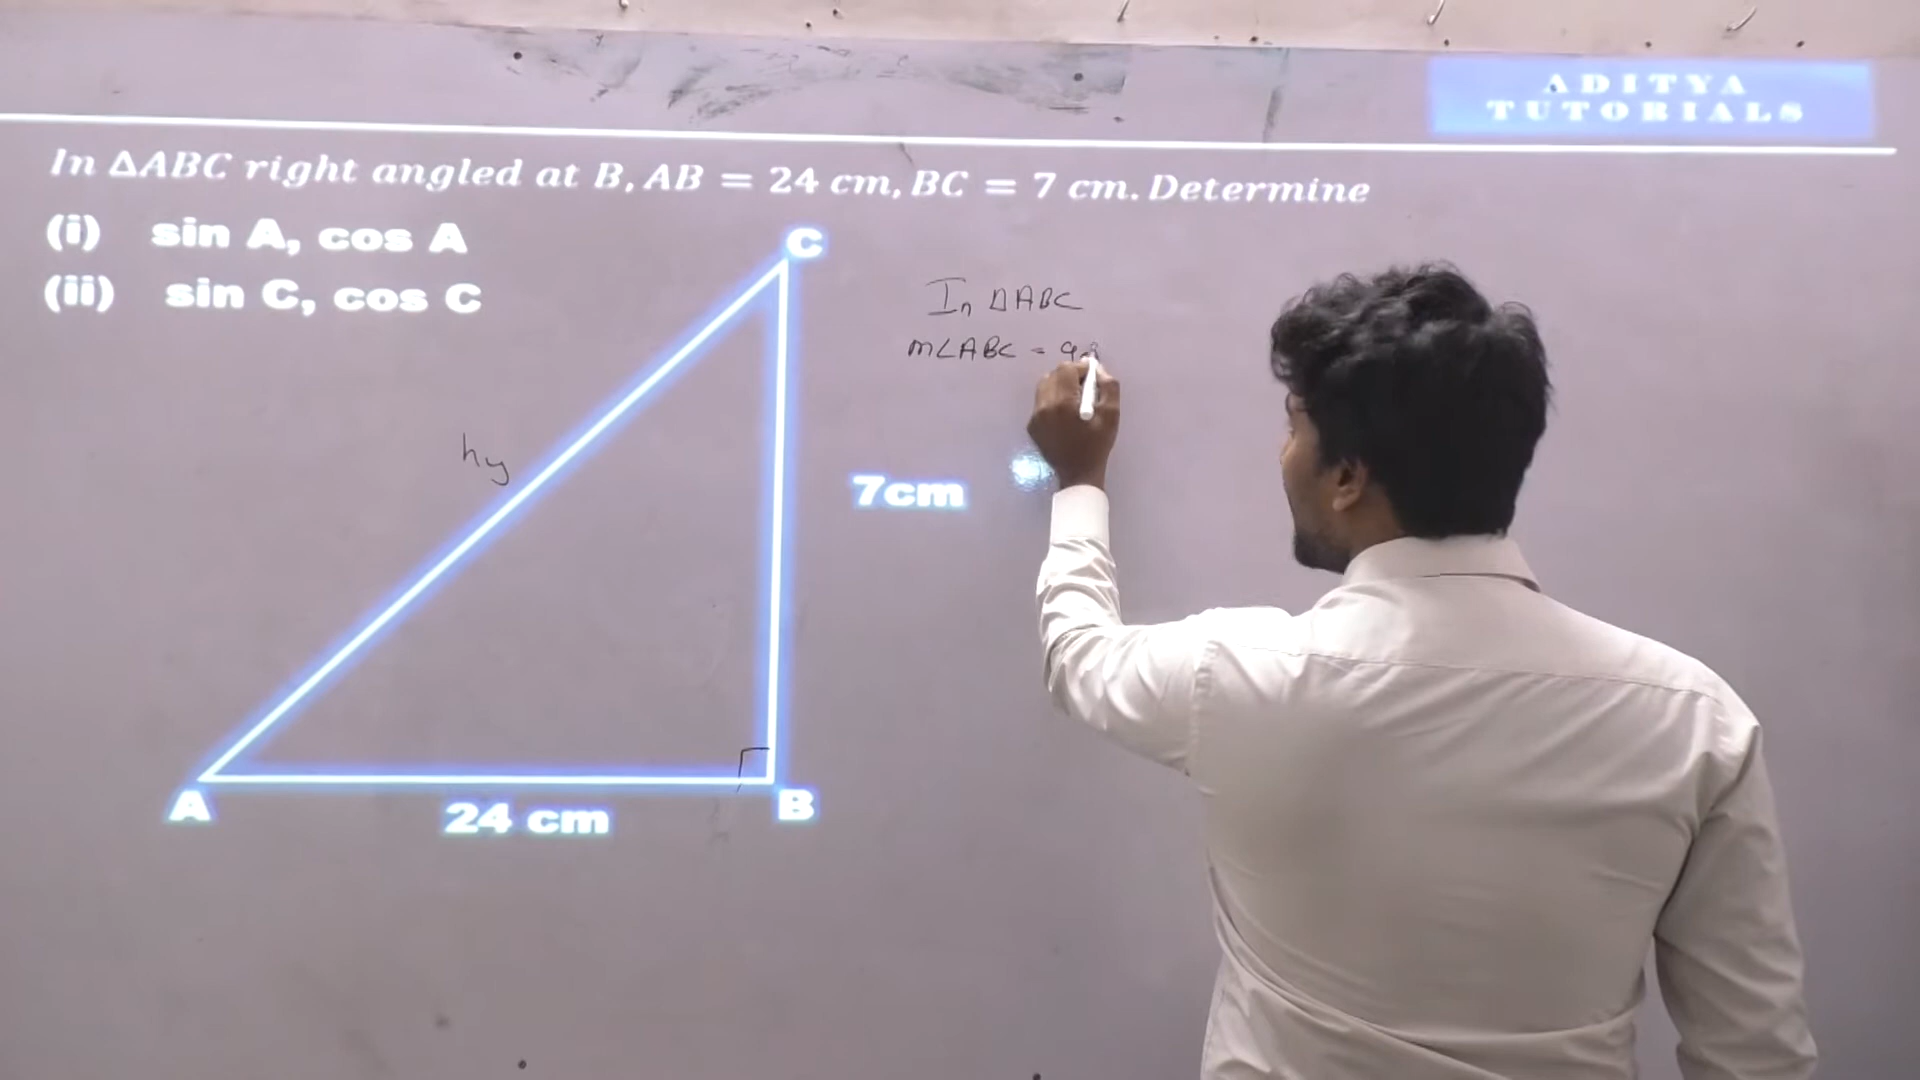 ADITYA
TUTORIALS
In ΔABC right angled at B, AB = 24 cm, BC = 7 cm. Determine
(i) sin A, cos A
(ii) sin C, cos C
C
In ΔABC
m∠ABC =
hy
7cm
A
24 cm
B